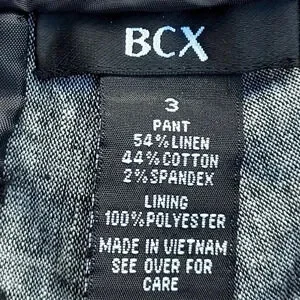 BCX
3
PANT
54%LINEN
44%COTTON
2%SPANDEX
LINING
100%POLYESTER
MADE IN VIETNAM
SEE OVER FOR
CARE